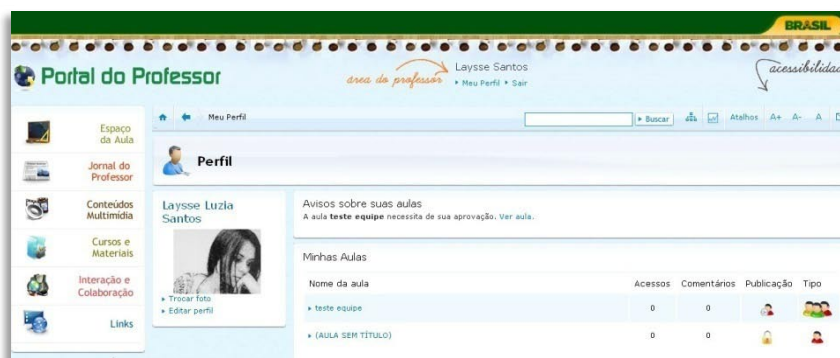 BRASIL
Portal do Professor
área do professor
Laysse Santos
Meu Perfil Sair
acessibilidad
Espaço
da Aula
Jornal do
Professor
Conteúdos
Multimídia
Cursos e
Materiais
Interação e
Colaboração
Links
Meu Perfil
Buscar
Atalhos A+ A- A
Perfil
Laysse Luzia
Santos
Trocar foto
Editar perfil
Avisos sobre suas aulas
A aula teste equipe necessita de sua aprovação. Ver aula.
Minhas Aulas
Nome da aula Acessos Comentários Publicação Tipo
teste equipe 0 0
(AULA SEM TÍTULO) 0 0